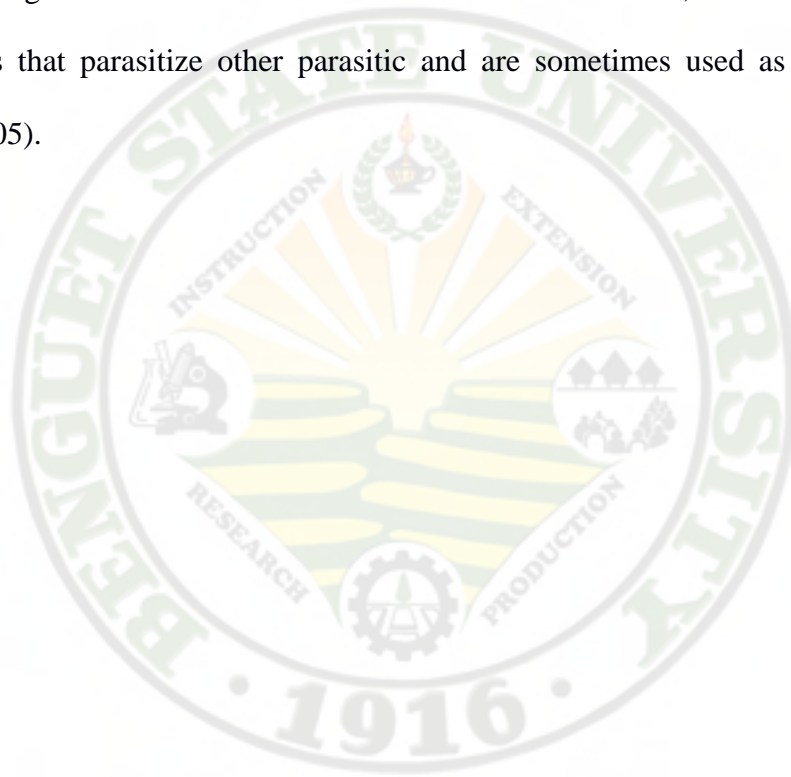 s that parasitize other parasitic and are sometimes used as
05).
BENGUET STATE UNIVERSITY
INSTRUCTION
EXTENSION
RESEARCH
PRODUCTION
· 1916 ·